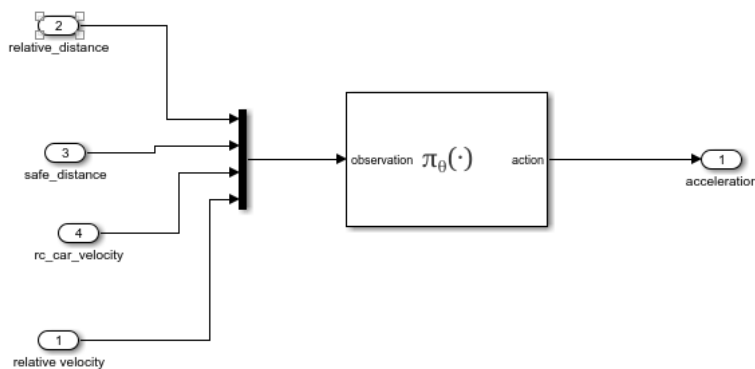 2
relative_distance
3
safe_distance
4
rc_car_velocity
1
relative velocity
observation πθ(·) action
1
acceleration